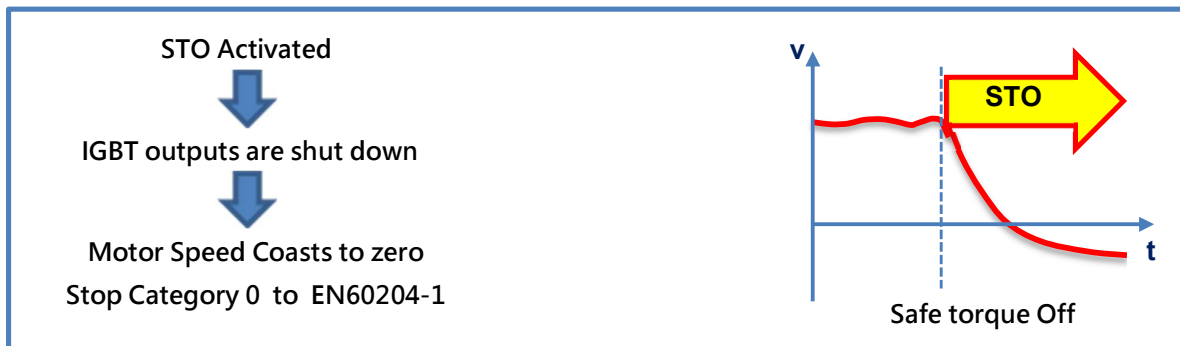 STO Activated
IGBT outputs are shut down
Motor Speed Coasts to zero
Stop Category 0 to EN60204-1
v
STO
t
Safe torque Off